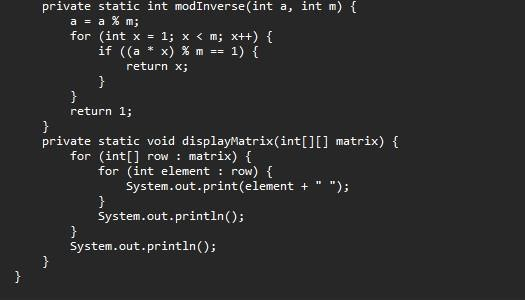 private static int modInverse(int a, int m) {
        a = a % m;
        for (int x = 1; x < m; x++) {
            if ((a * x) % m == 1) {
                return x;
            }
        }
        return 1;
    }
    private static void displayMatrix(int[][] matrix) {
        for (int[] row : matrix) {
            for (int element : row) {
                System.out.print(element + " ");
            }
            System.out.println();
        }
        System.out.println();
    }
}